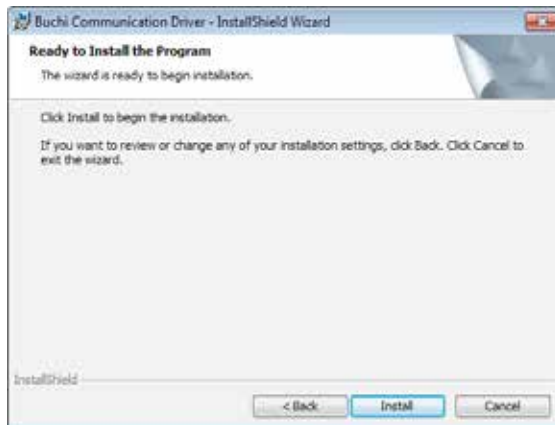 Buchi Communication Driver - InstallShield Wizard
Ready to Install the Program
The wizard is ready to begin installation.
Click Install to begin the installation.
If you want to review or change any of your installation settings, click Back. Click Cancel to
exit the wizard.
InstallShield
< Back
Install
Cancel